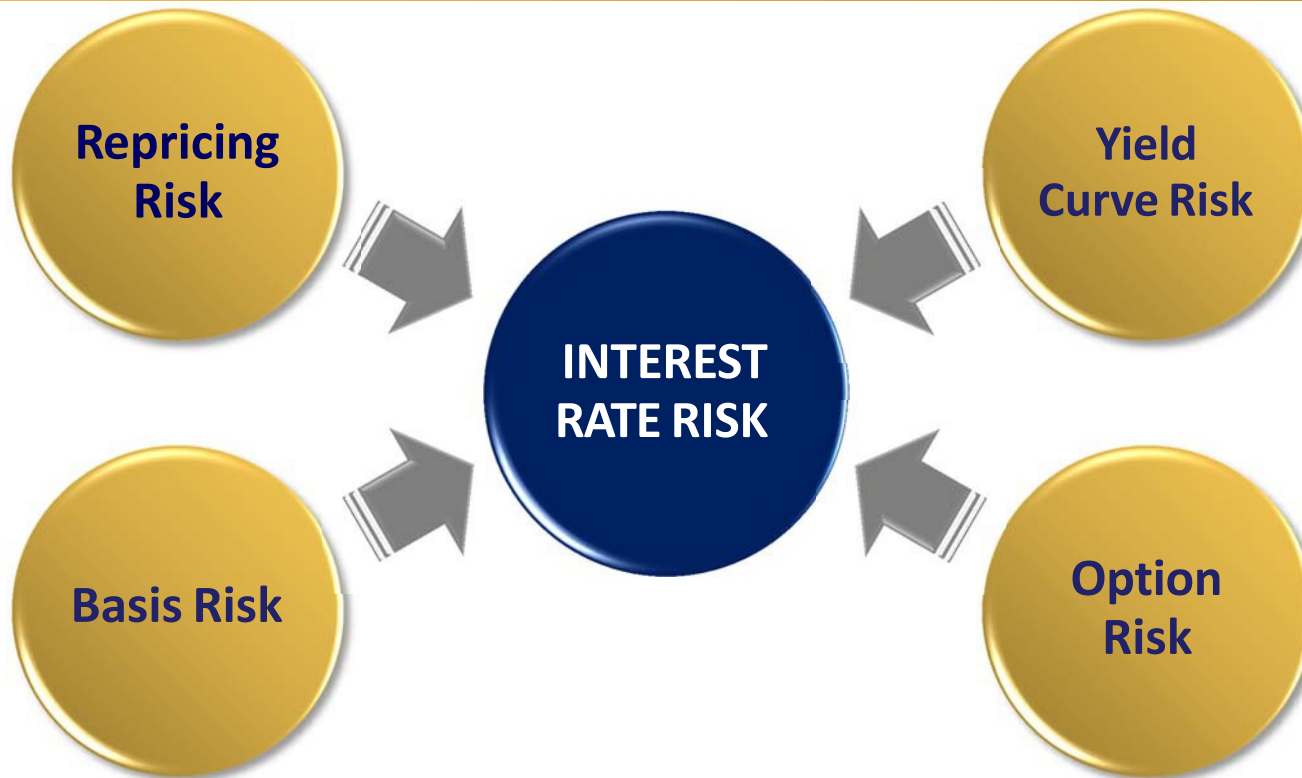 Repricing
Risk
Yield
Curve Risk
INTEREST
RATE RISK
Basis Risk
Option
Risk